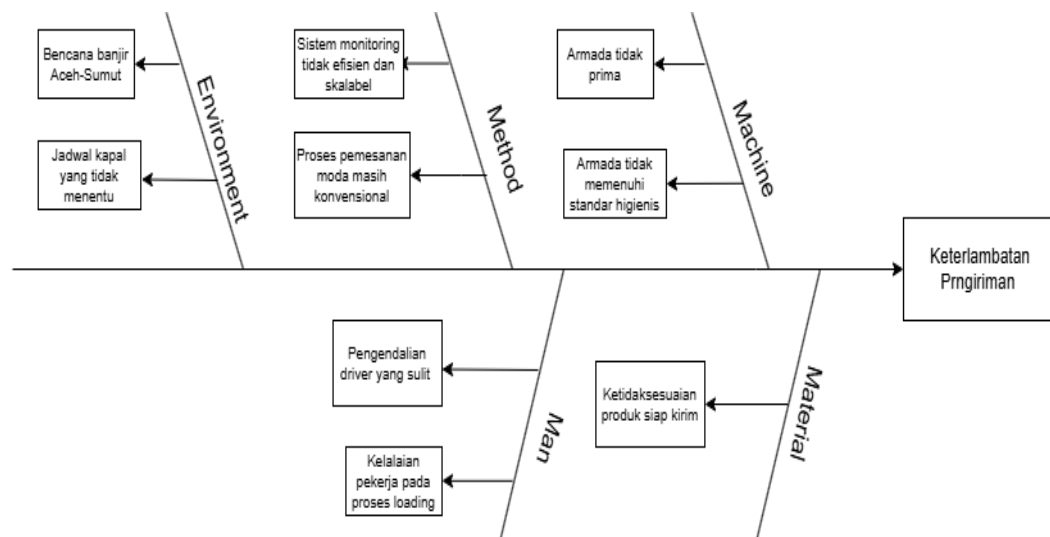 Bencana banjir
Aceh-Sumut
Jadwal kapal
yang tidak
menentu
Environment
Sistem monitoring
tidak efisien dan
skalabel
Proses pemesanan
moda masih
konvensional
Method
Armada tidak
prima
Armada tidak
memenuhi
standar higienis
Machine
Keterlambatan
Prngiriman
Pengendalian
driver yang sulit
Kelalaian
pekerja pada
proses loading
Man
Ketidaksesuaian
produk siap kirim
Material